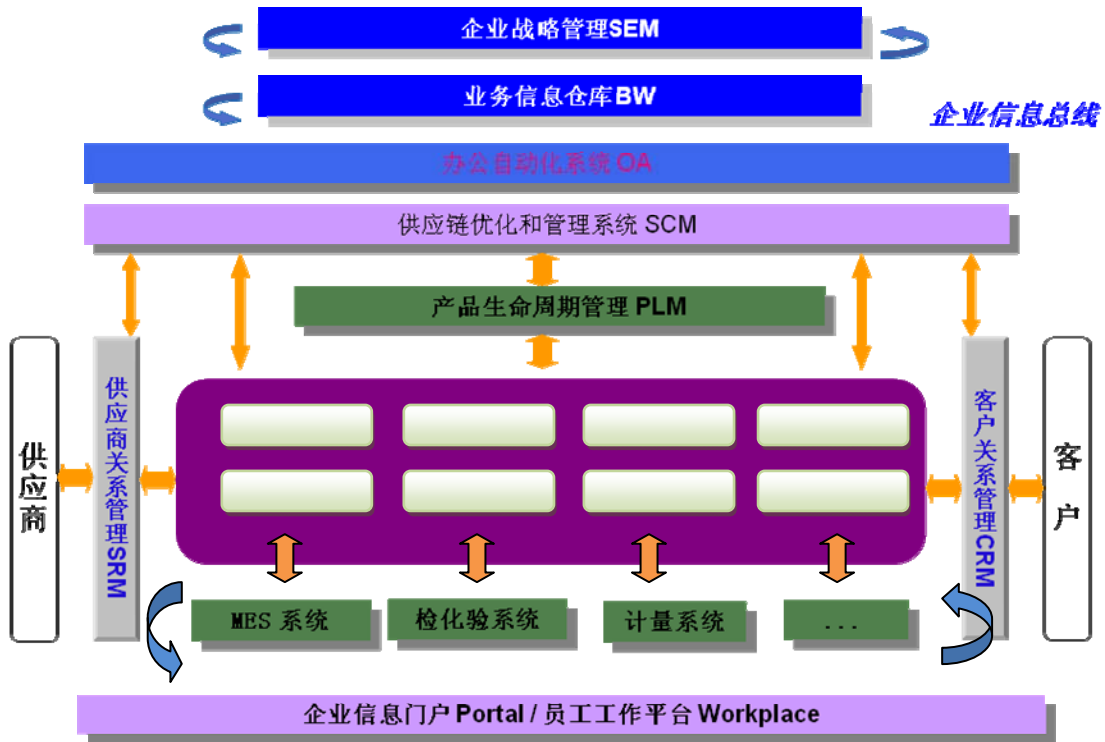 企业战略管理SEM
业务信息仓库BW
企业信息总线
办公自动化系统 OA
供应链优化和管理系统 SCM
产品生命周期管理 PLM
供应商
供应商关系管理SRM
客户关系管理CRM
客户
MES 系统
检化验系统
计量系统
...
企业信息门户 Portal / 员工工作平台 Workplace